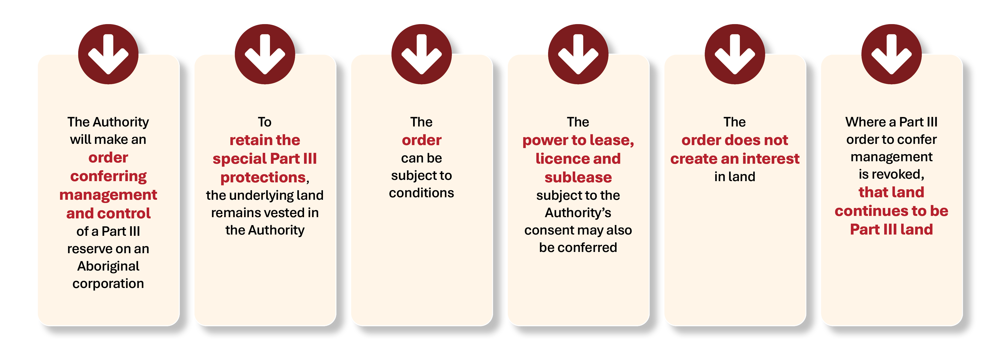 The Authority
will make an
order
conferring
management
and control
of a Part III
reserve on an
Aboriginal
corporation
To
retain the
special Part III
protections,
the underlying land
remains vested in
the Authority
The
order
can be
subject to
conditions
The
power to lease,
licence and
sublease
subject to the
Authority’s
consent may also
be conferred
The
order does not
create an interest
in land
Where a Part III
order to confer
management
is revoked,
that land
continues to be
Part III land